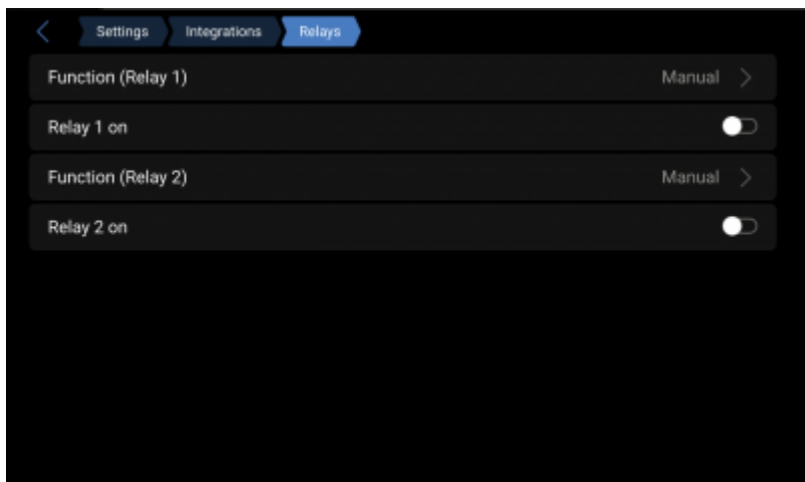 Settings Integrations Relays
Function (Relay 1) Manual
Relay 1 on
Function (Relay 2) Manual
Relay 2 on